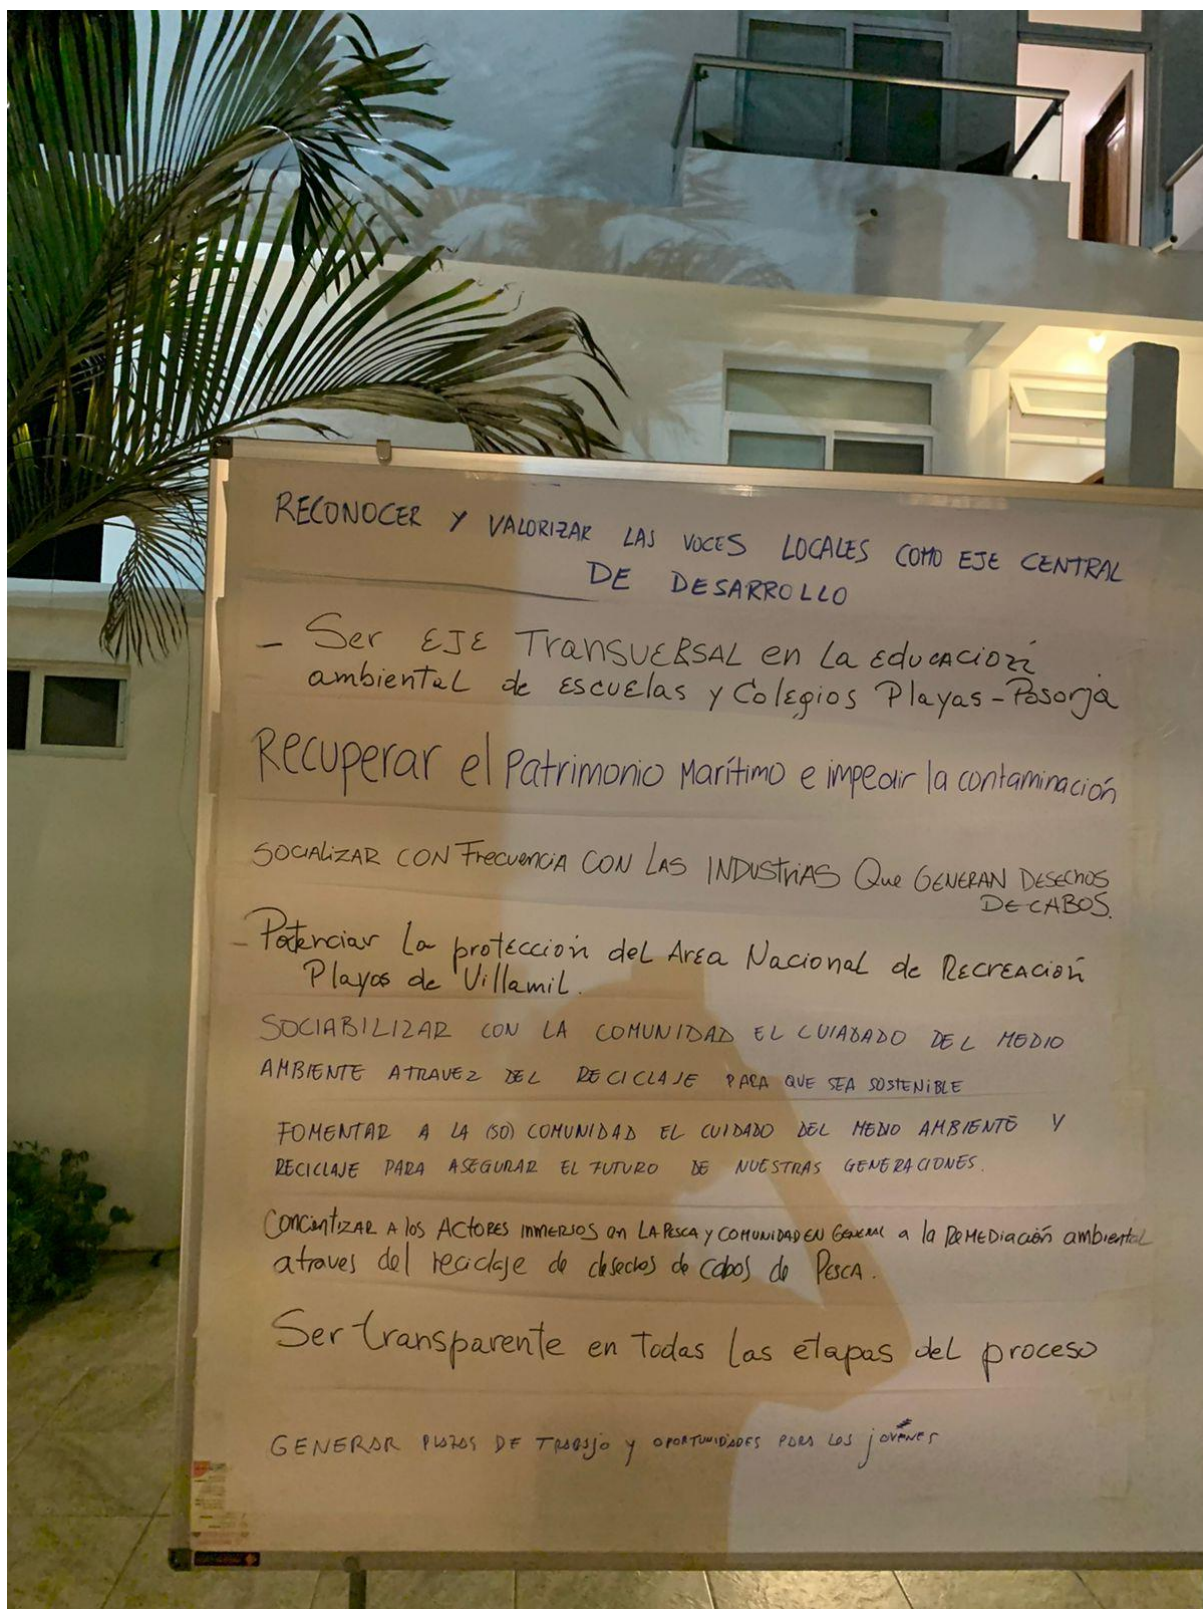 RECONOCER Y VALORIZAR LAS VOCES LOCALES COMO EJE CENTRAL
DE DESARROLLO
- Ser EJE TRANSVERSAL en La educación
ambiental de escuelas y Colegios Playas-Posorja
Recuperar el Patrimonio Marítimo e impedir la contaminación
SOCIALIZAR CON Frecuencia CON LAS INDUSTRIAS Que GENERAN DESECHOS
DE CABOS.
- Potenciar La protección del Area Nacional de Recreación
Playas de Villamil.
SOCIABILIZAR CON LA COMUNIDAD EL CUIADADO DEL MEDIO
AMBIENTE ATRAVEZ DEL RECICLAJE PARA QUE SEA SOSTENIBLE
FOMENTAR A LA (SO) COMUNIDAD EL CUIDADO DEL MEDIO AMBIENTE Y
RECICLAJE PARA ASEGURAR EL FUTURO DE NUESTRAS GENERACIONES.
Concientizar A los Actores inmersos en LA PESCA y COMUNIDAD EN General a la Remediación ambiental
atraves del reciclaje de desechos de cabos de PESCA.
Ser transparente en Todas las etapas del proceso
GENERAR PLAZAS DE TRABAJO y OPORTUNIDADES PARA LOS jovenes